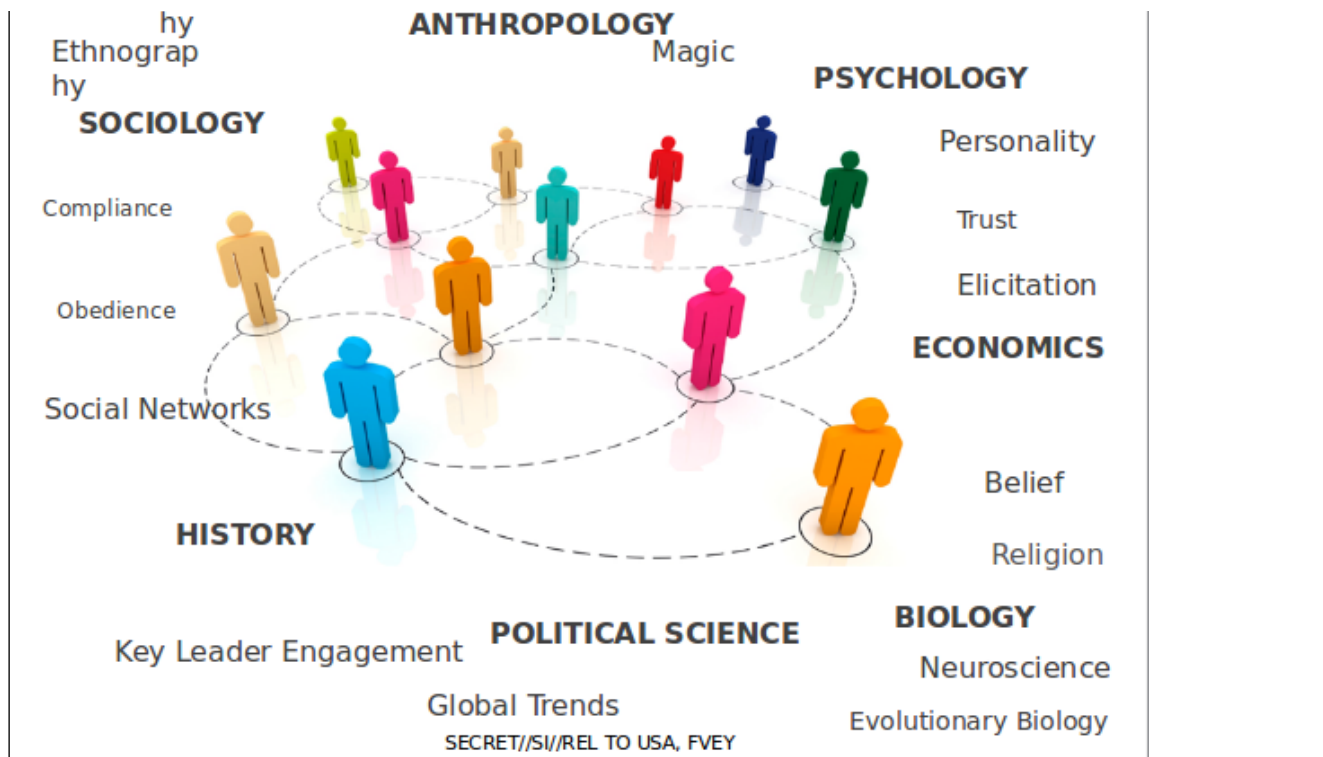 hy
ANTHROPOLOGY
Ethnograp
hy
Magic
PSYCHOLOGY
SOCIOLOGY
Personality
Compliance
Trust
Elicitation
Obedience
ECONOMICS
Social Networks
Belief
HISTORY
Religion
BIOLOGY
POLITICAL SCIENCE
Key Leader Engagement
Neuroscience
Global Trends
Evolutionary Biology
SECRET//SI//REL TO USA, FVEY